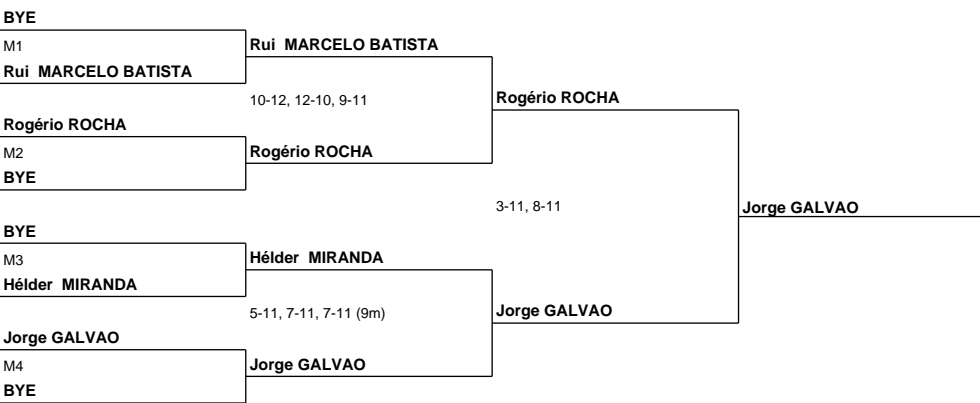 BYE
M1
Rui MARCELO BATISTA
Rui MARCELO BATISTA
10-12, 12-10, 9-11
Rogério ROCHA
Rogério ROCHA
M2
Rogério ROCHA
BYE
3-11, 8-11
Jorge GALVAO
BYE
M3
Hélder MIRANDA
Hélder MIRANDA
5-11, 7-11, 7-11 (9m)
Jorge GALVAO
Jorge GALVAO
M4
Jorge GALVAO
BYE